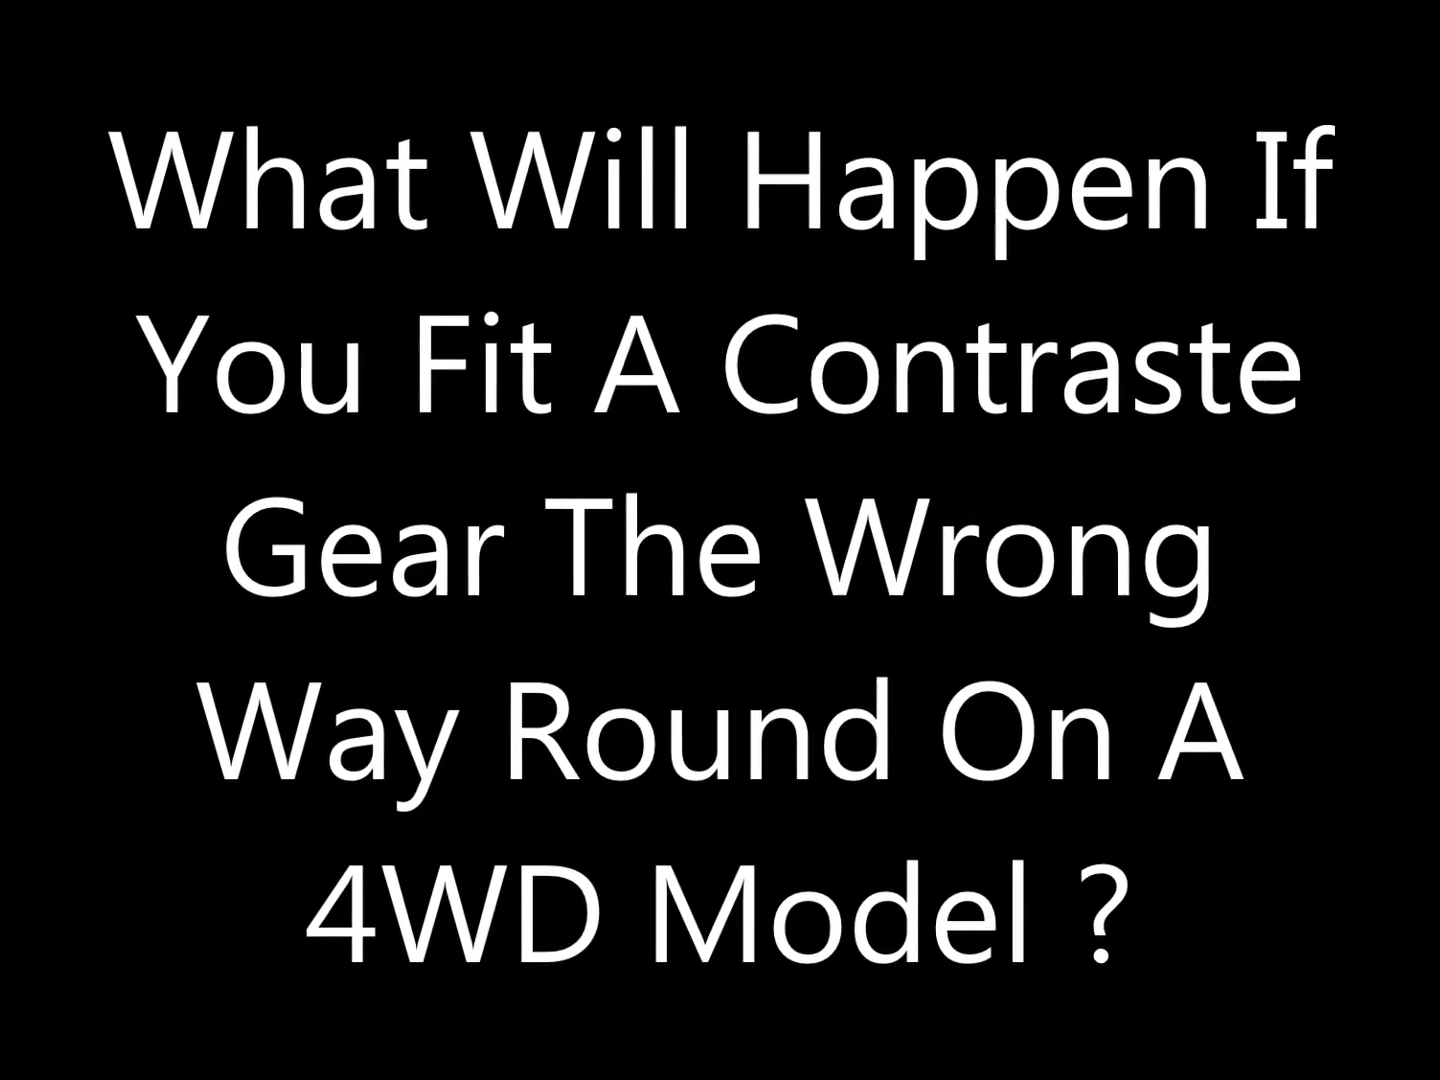 What Will Happen If
You Fit A Contraste
Gear The Wrong
Way Round On A
4WD Model ?